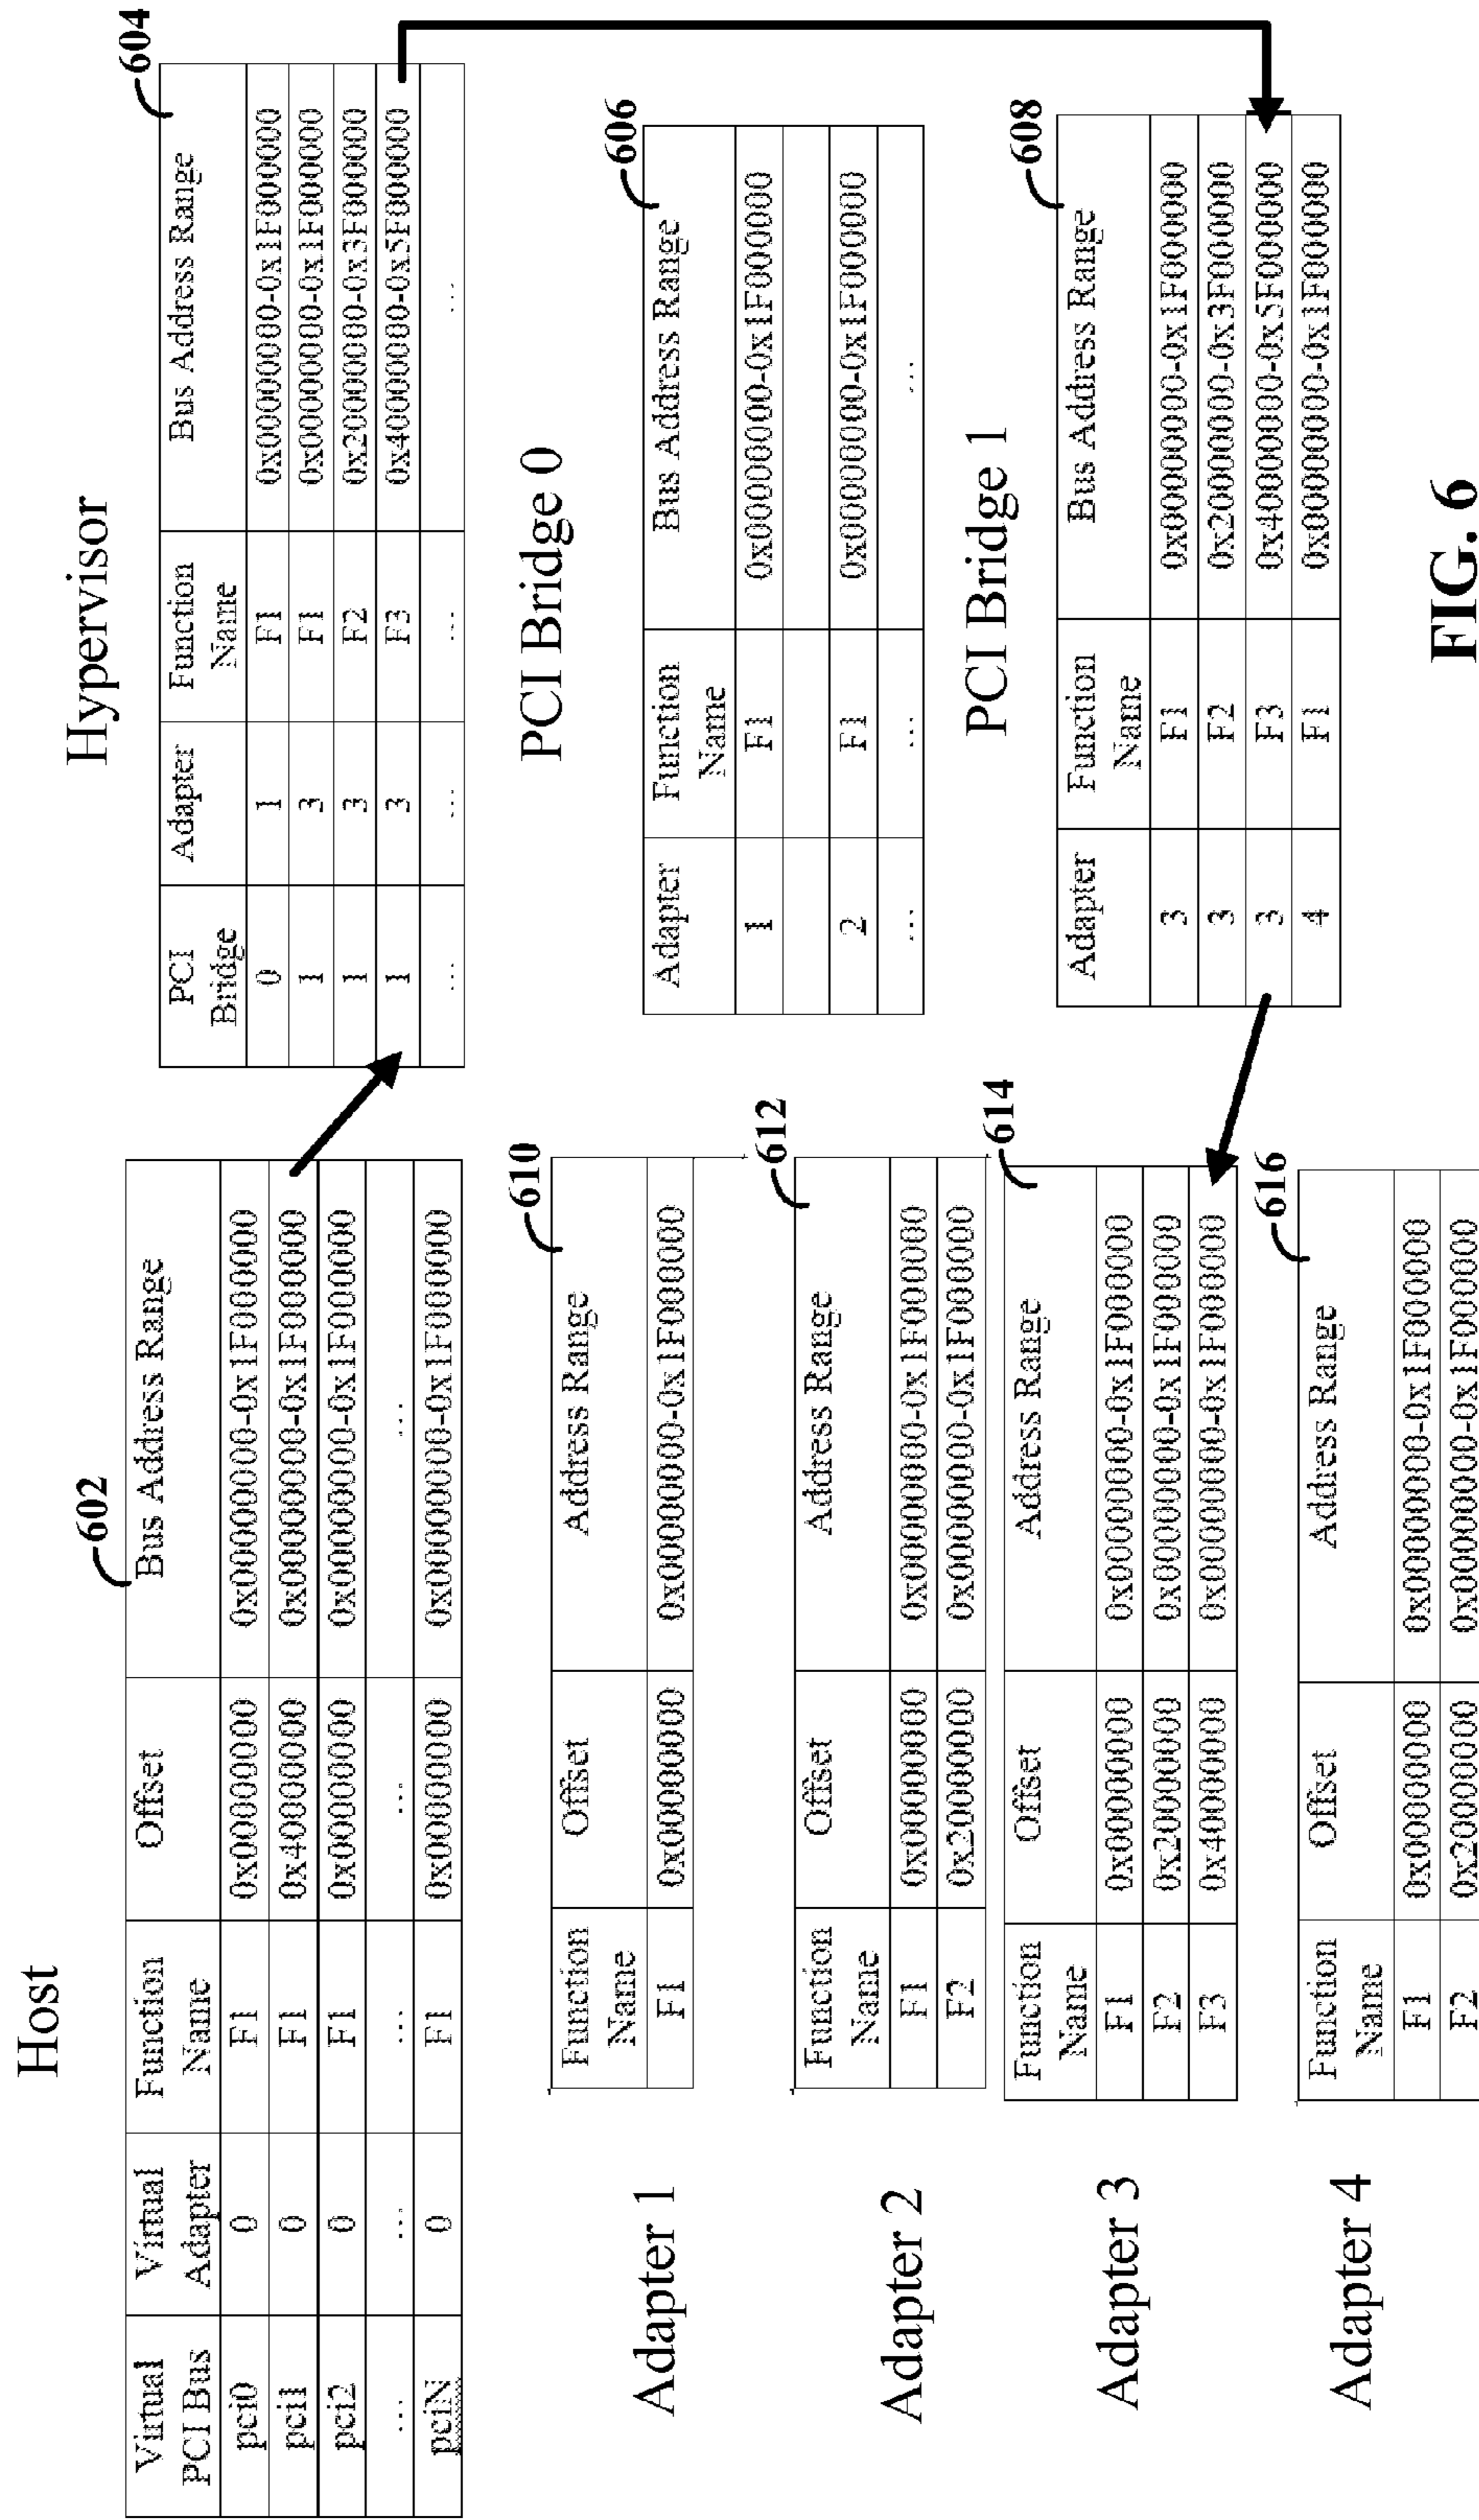 Host
602
Virtual PCI Bus Virtual Adapter Function Name Offset Bus Address Range
pci0 0 F1 0x00000000 0x00000000-0x1F000000
pci1 0 F1 0x40000000 0x00000000-0x1F000000
pci2 0 F1 0x00000000 0x00000000-0x1F000000
... ... ... ... ...
pciN 0 F1 0x00000000 0x00000000-0x1F000000
Hypervisor
604
PCI Bridge Adapter Function Name Bus Address Range
0 1 F1 0x00000000-0x1F000000
1 3 F1 0x00000000-0x1F000000
1 3 F2 0x20000000-0x3F000000
1 3 F3 0x40000000-0x5F000000
... ... ... ...
Adapter 1
610
Function Name Offset Address Range
F1 0x00000000 0x00000000-0x1F000000
PCI Bridge 0
606
Adapter Function Name Bus Address Range
1 F1 0x00000000-0x1F000000
2 F1 0x00000000-0x1F000000
... ... ...
Adapter 2
612
Function Name Offset Address Range
F1 0x00000000 0x00000000-0x1F000000
F2 0x20000000 0x00000000-0x1F000000
PCI Bridge 1
608
Adapter Function Name Bus Address Range
3 F1 0x00000000-0x1F000000
3 F2 0x20000000-0x3F000000
3 F3 0x40000000-0x5F000000
4 F1 0x00000000-0x1F000000
Adapter 3
614
Function Name Offset Address Range
F1 0x00000000 0x00000000-0x1F000000
F2 0x20000000 0x00000000-0x1F000000
F3 0x40000000 0x00000000-0x1F000000
Adapter 4
616
Function Name Offset Address Range
F1 0x00000000 0x00000000-0x1F000000
F2 0x20000000 0x00000000-0x1F000000
FIG. 6